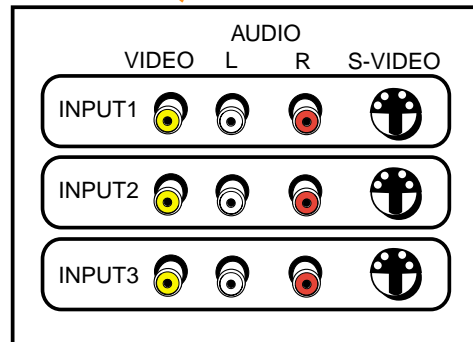 AUDIO
VIDEO L R S-VIDEO
INPUT1
INPUT2
INPUT3